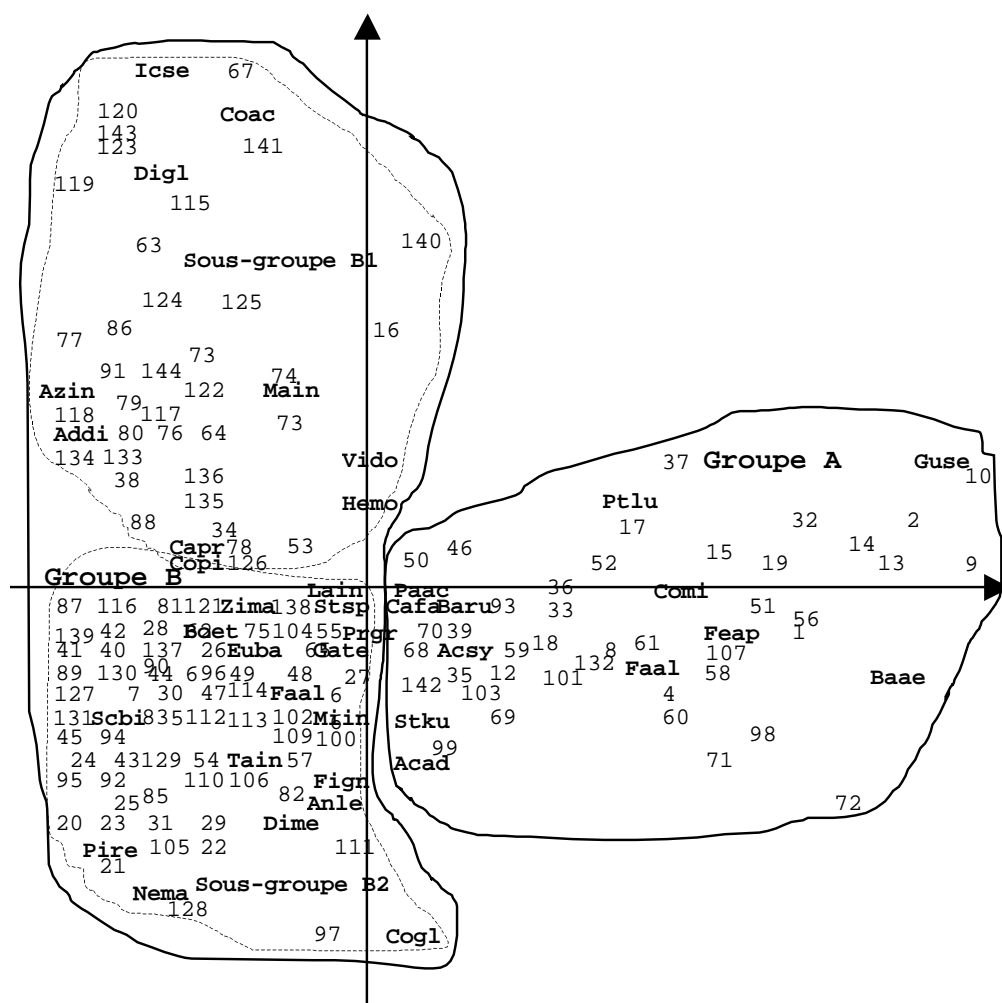 Icse 67
120 Coac
143
123 141
Digl
119
115
63 140
Sous-groupe B1
124 125
86 16
77
73
91 144 74
Azin 122 Main
79
118 117 73
Addi 80 76 64
134 133 Vido 37 Groupe A Guse
38 136 10
135 Hemo Ptlu
88 34 17 32 2
Capr 78 53 50 46 15 14
Copi 126 52 19 13 9
Groupe B
Lain Paac 36 Comi
87 116 81 121 Zima 138 Stsp Cafa Baru 93 33 51
56
139 42 28 75 104 55 Prgr 70 39 Feap 1
41 40 137 26 Euba Gate 68 Acsy 59 18 8 61 107
90 132 Faal
89 130 44 69 6 49 48 27 142 35 12 101 58 Baae
127 7 30 47 114 Faal 6 103 4
131 Scbi 835 112 113 102 Miin Stku 69 60
45 94 109 100 99 98
24 43 129 54 Tain 57 Acad 71
95 92 110 106 Fign
25 85 82 Anle 72
20 23 31 29 Dime
Pire 105 22 111
21
Nema Sous-groupe B2
128
97 Cogl